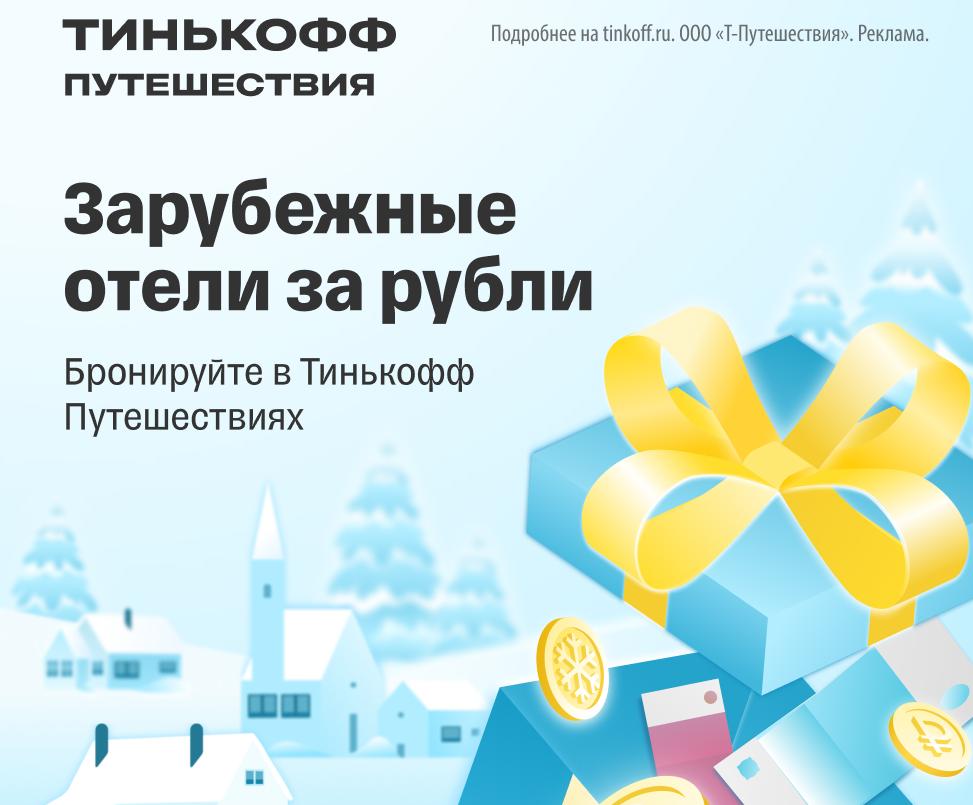 ТИНЬКОФФ
ПУТЕШЕСТВИЯ
Подробнее на tinkoff.ru. ООО «Т-Путешествия». Реклама.
Зарубежные
отели за рубли
Бронируйте в Тинькофф
Путешествиях